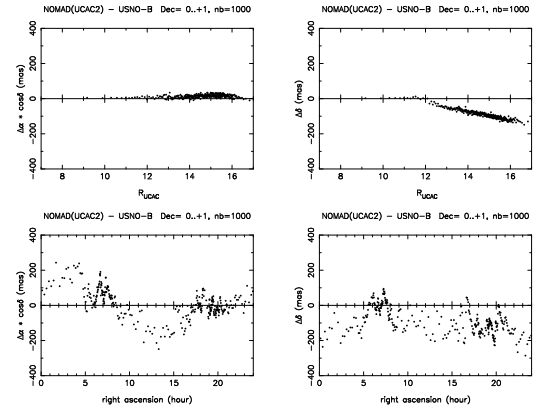 NOMAD(UCAC2) - USNO-B Dec= 0..+1, nb=1000
NOMAD(UCAC2) - USNO-B Dec= 0..+1, nb=1000
Δα * cosδ (mas)
400
200
0
-200
-400
8 10 12 14 16
R_UCAC
Δδ (mas)
400
200
0
-200
-400
8 10 12 14 16
R_UCAC
NOMAD(UCAC2) - USNO-B Dec= 0..+1, nb=1000
NOMAD(UCAC2) - USNO-B Dec= 0..+1, nb=1000
Δα * cosδ (mas)
400
200
0
-200
-400
0 5 10 15 20
right ascension (hour)
Δδ (mas)
400
200
0
-200
-400
0 5 10 15 20
right ascension (hour)